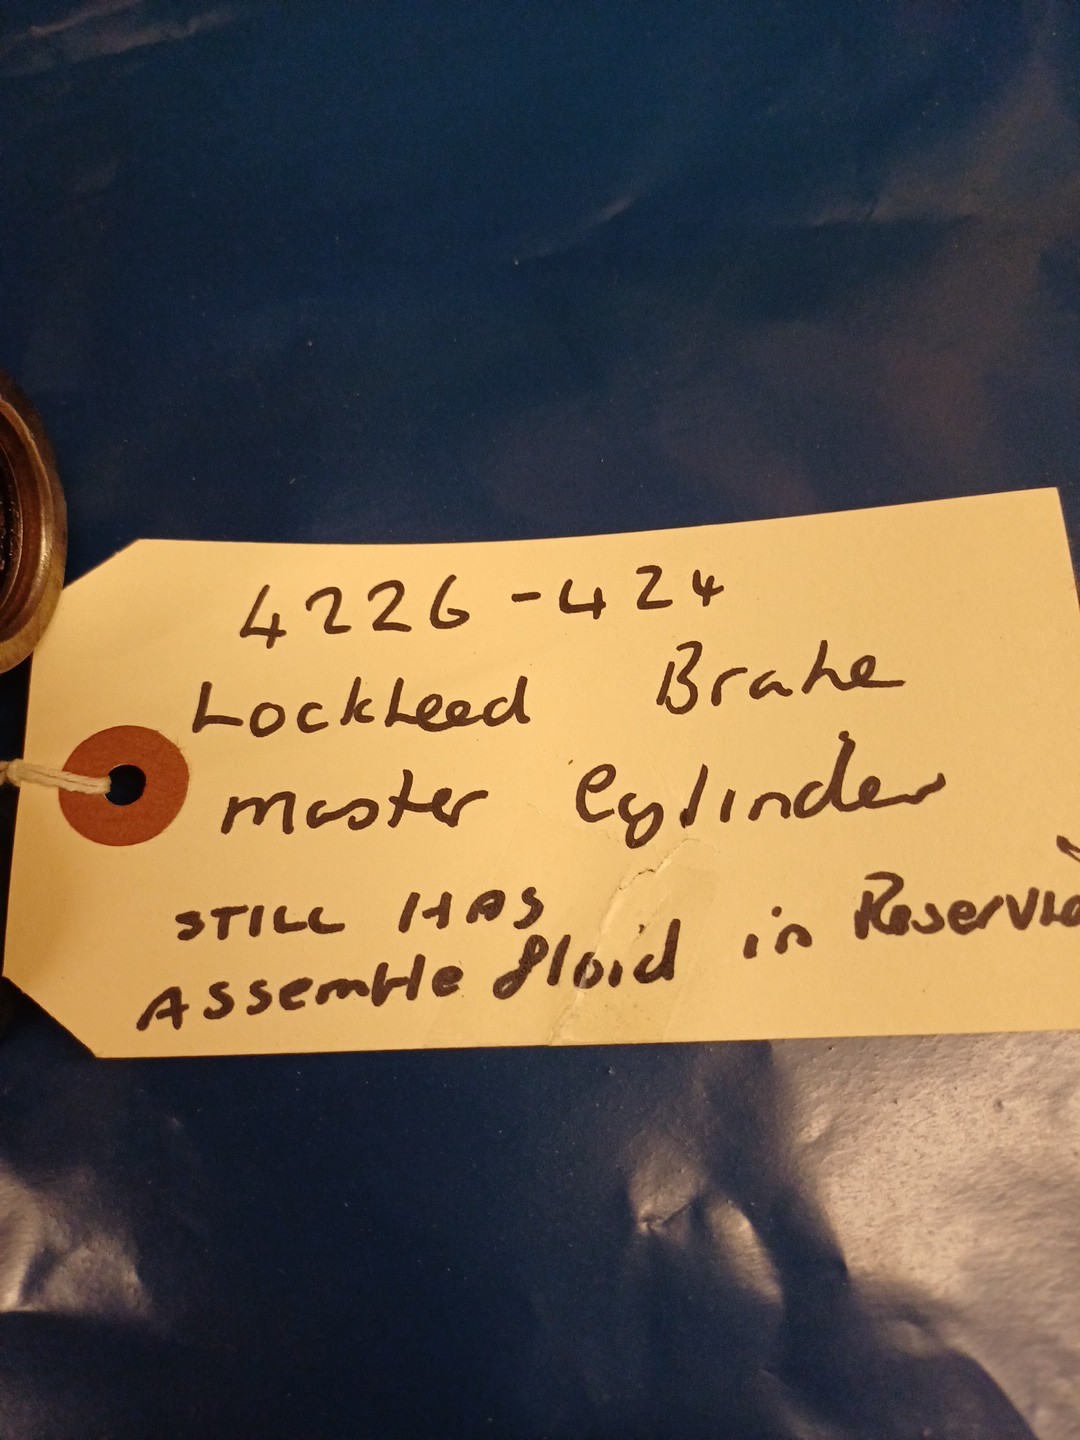 4226-424
Lockheed Brake
Master Cylinder
STILL HAS
Assemble fluid in